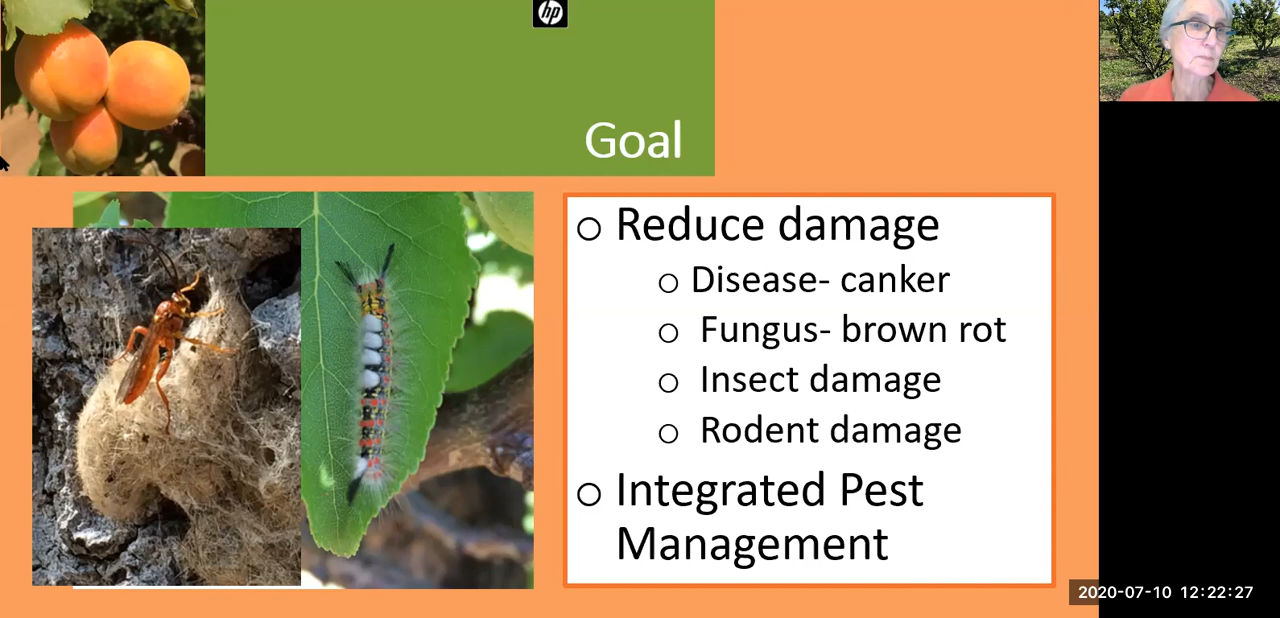 hp
Goal
○ Reduce damage
○ Disease- canker
○ Fungus- brown rot
○ Insect damage
○ Rodent damage
○ Integrated Pest
Management
2020-07-10 12:22:27